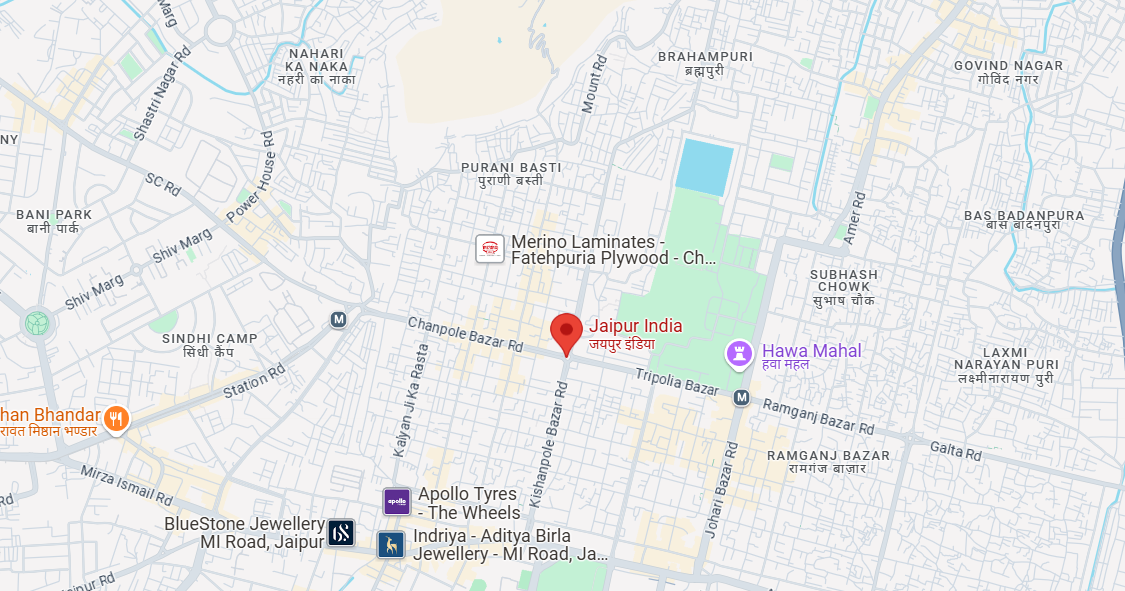 Marg
NAHARI
KA NAKA
नहरी का नाका
Shastri Nagar Rd
Mount Rd
BRAHAMPURI
ब्रह्मपुरी
GOVIND NAGAR
गोविंद नगर
NY
SC Rd
Power House Rd
PURANI BASTI
पुराणी बस्ती
BANI PARK
बानी पार्क
Shiv Marg
Shiv Marg
Amer Rd
BAS BADANPURA
बास बादनपुरा
Merino Laminates -
Fatehpuria Plywood - Ch...
SUBHASH
CHOWK
सुभाष चौक
M
SINDHI CAMP
सिंधी कैंप
Chanpole Bazar Rd
Jaipur India
जयपुर इंडिया
Hawa Mahal
हवा महल
LAXMI
NARAYAN PURI
लक्ष्मीनारायण पुरी
Station Rd
Kalyan Ji Ka Rasta
Tripolia Bazar
M
Ramganj Bazar Rd
han Bhandar
रावत मिष्ठान भण्डार
Kishanpole Bazar Rd
Johari Bazar Rd
Galta Rd
RAMGANJ BAZAR
रामगंज बाज़ार
Mirza Ismail Rd
Rd
apollo
Apollo Tyres
- The Wheels
BlueStone Jewellery
MI Road, Jaipur
Indriya - Aditya Birla
Jewellery - MI Road, Ja...
aipur Rd